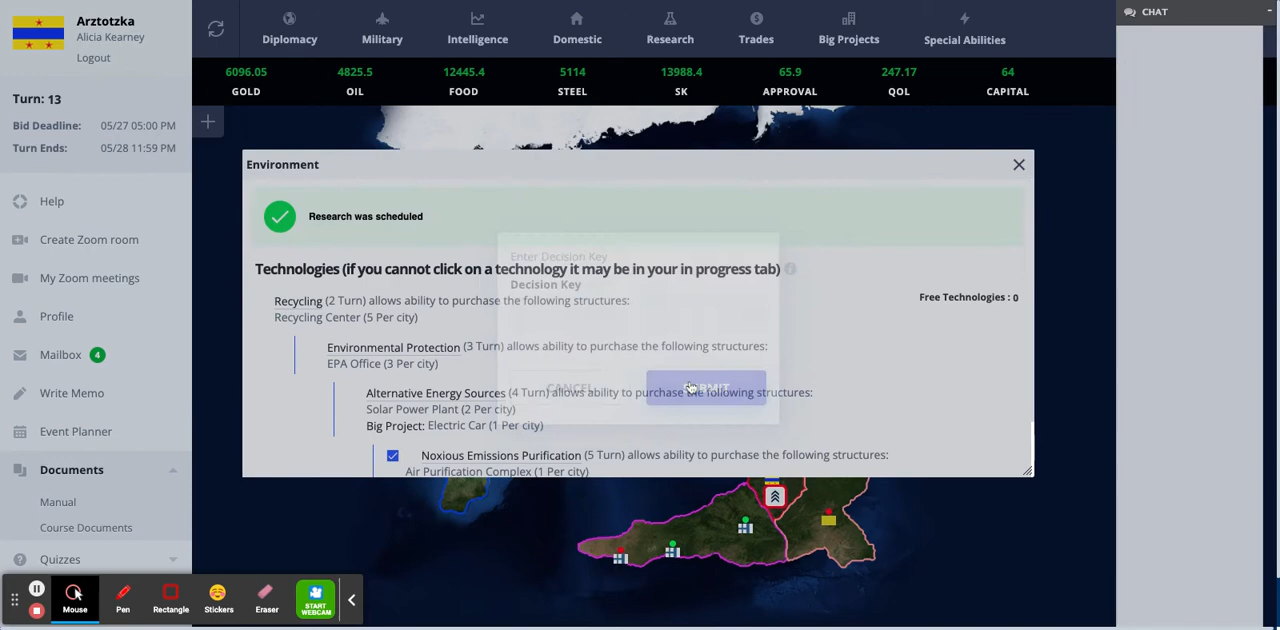 Arztotzka
Alicia Kearney
Logout
Turn: 13
Bid Deadline: 05/27 05:00 PM
Turn Ends: 05/28 11:59 PM
Help
Create Zoom room
My Zoom meetings
Profile
Mailbox 4
Write Memo
Event Planner
Documents
Manual
Course Documents
Quizzes
Diplomacy Military Intelligence Domestic Research Trades Big Projects Special Abilities
6096.05 4825.5 12445.4 5114 13988.4 65.9 247.17 64
GOLD OIL FOOD STEEL SK APPROVAL QOL CAPITAL
CHAT
Environment
Research was scheduled
Enter Decision Key
Decision Key
CANCEL SUBMIT
Technologies (if you cannot click on a technology it may be in your in progress tab)
Free Technologies : 0
Recycling (2 Turn) allows ability to purchase the following structures:
Recycling Center (5 Per city)
Environmental Protection (3 Turn) allows ability to purchase the following structures:
EPA Office (3 Per city)
Alternative Energy Sources (4 Turn) allows ability to purchase the following structures:
Solar Power Plant (2 Per city)
Big Project: Electric Car (1 Per city)
Noxious Emissions Purification (5 Turn) allows ability to purchase the following structures:
Air Purification Complex (1 Per city)
Mouse Pen Rectangle Stickers Eraser START WEBCAM